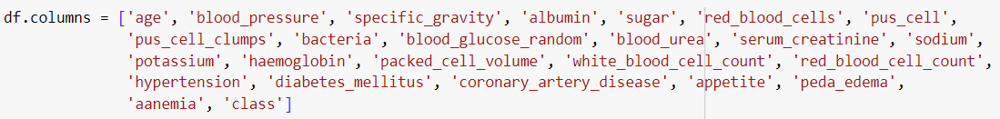 df.columns = ['age', 'blood_pressure', 'specific_gravity', 'albumin', 'sugar', 'red_blood_cells', 'pus_cell',
'pus_cell_clumps', 'bacteria', 'blood_glucose_random', 'blood_urea', 'serum_creatinine', 'sodium',
'potassium', 'haemoglobin', 'packed_cell_volume', 'white_blood_cell_count', 'red_blood_cell_count',
'hypertension', 'diabetes_mellitus', 'coronary_artery_disease', 'appetite', 'peda_edema',
'aanemia', 'class']